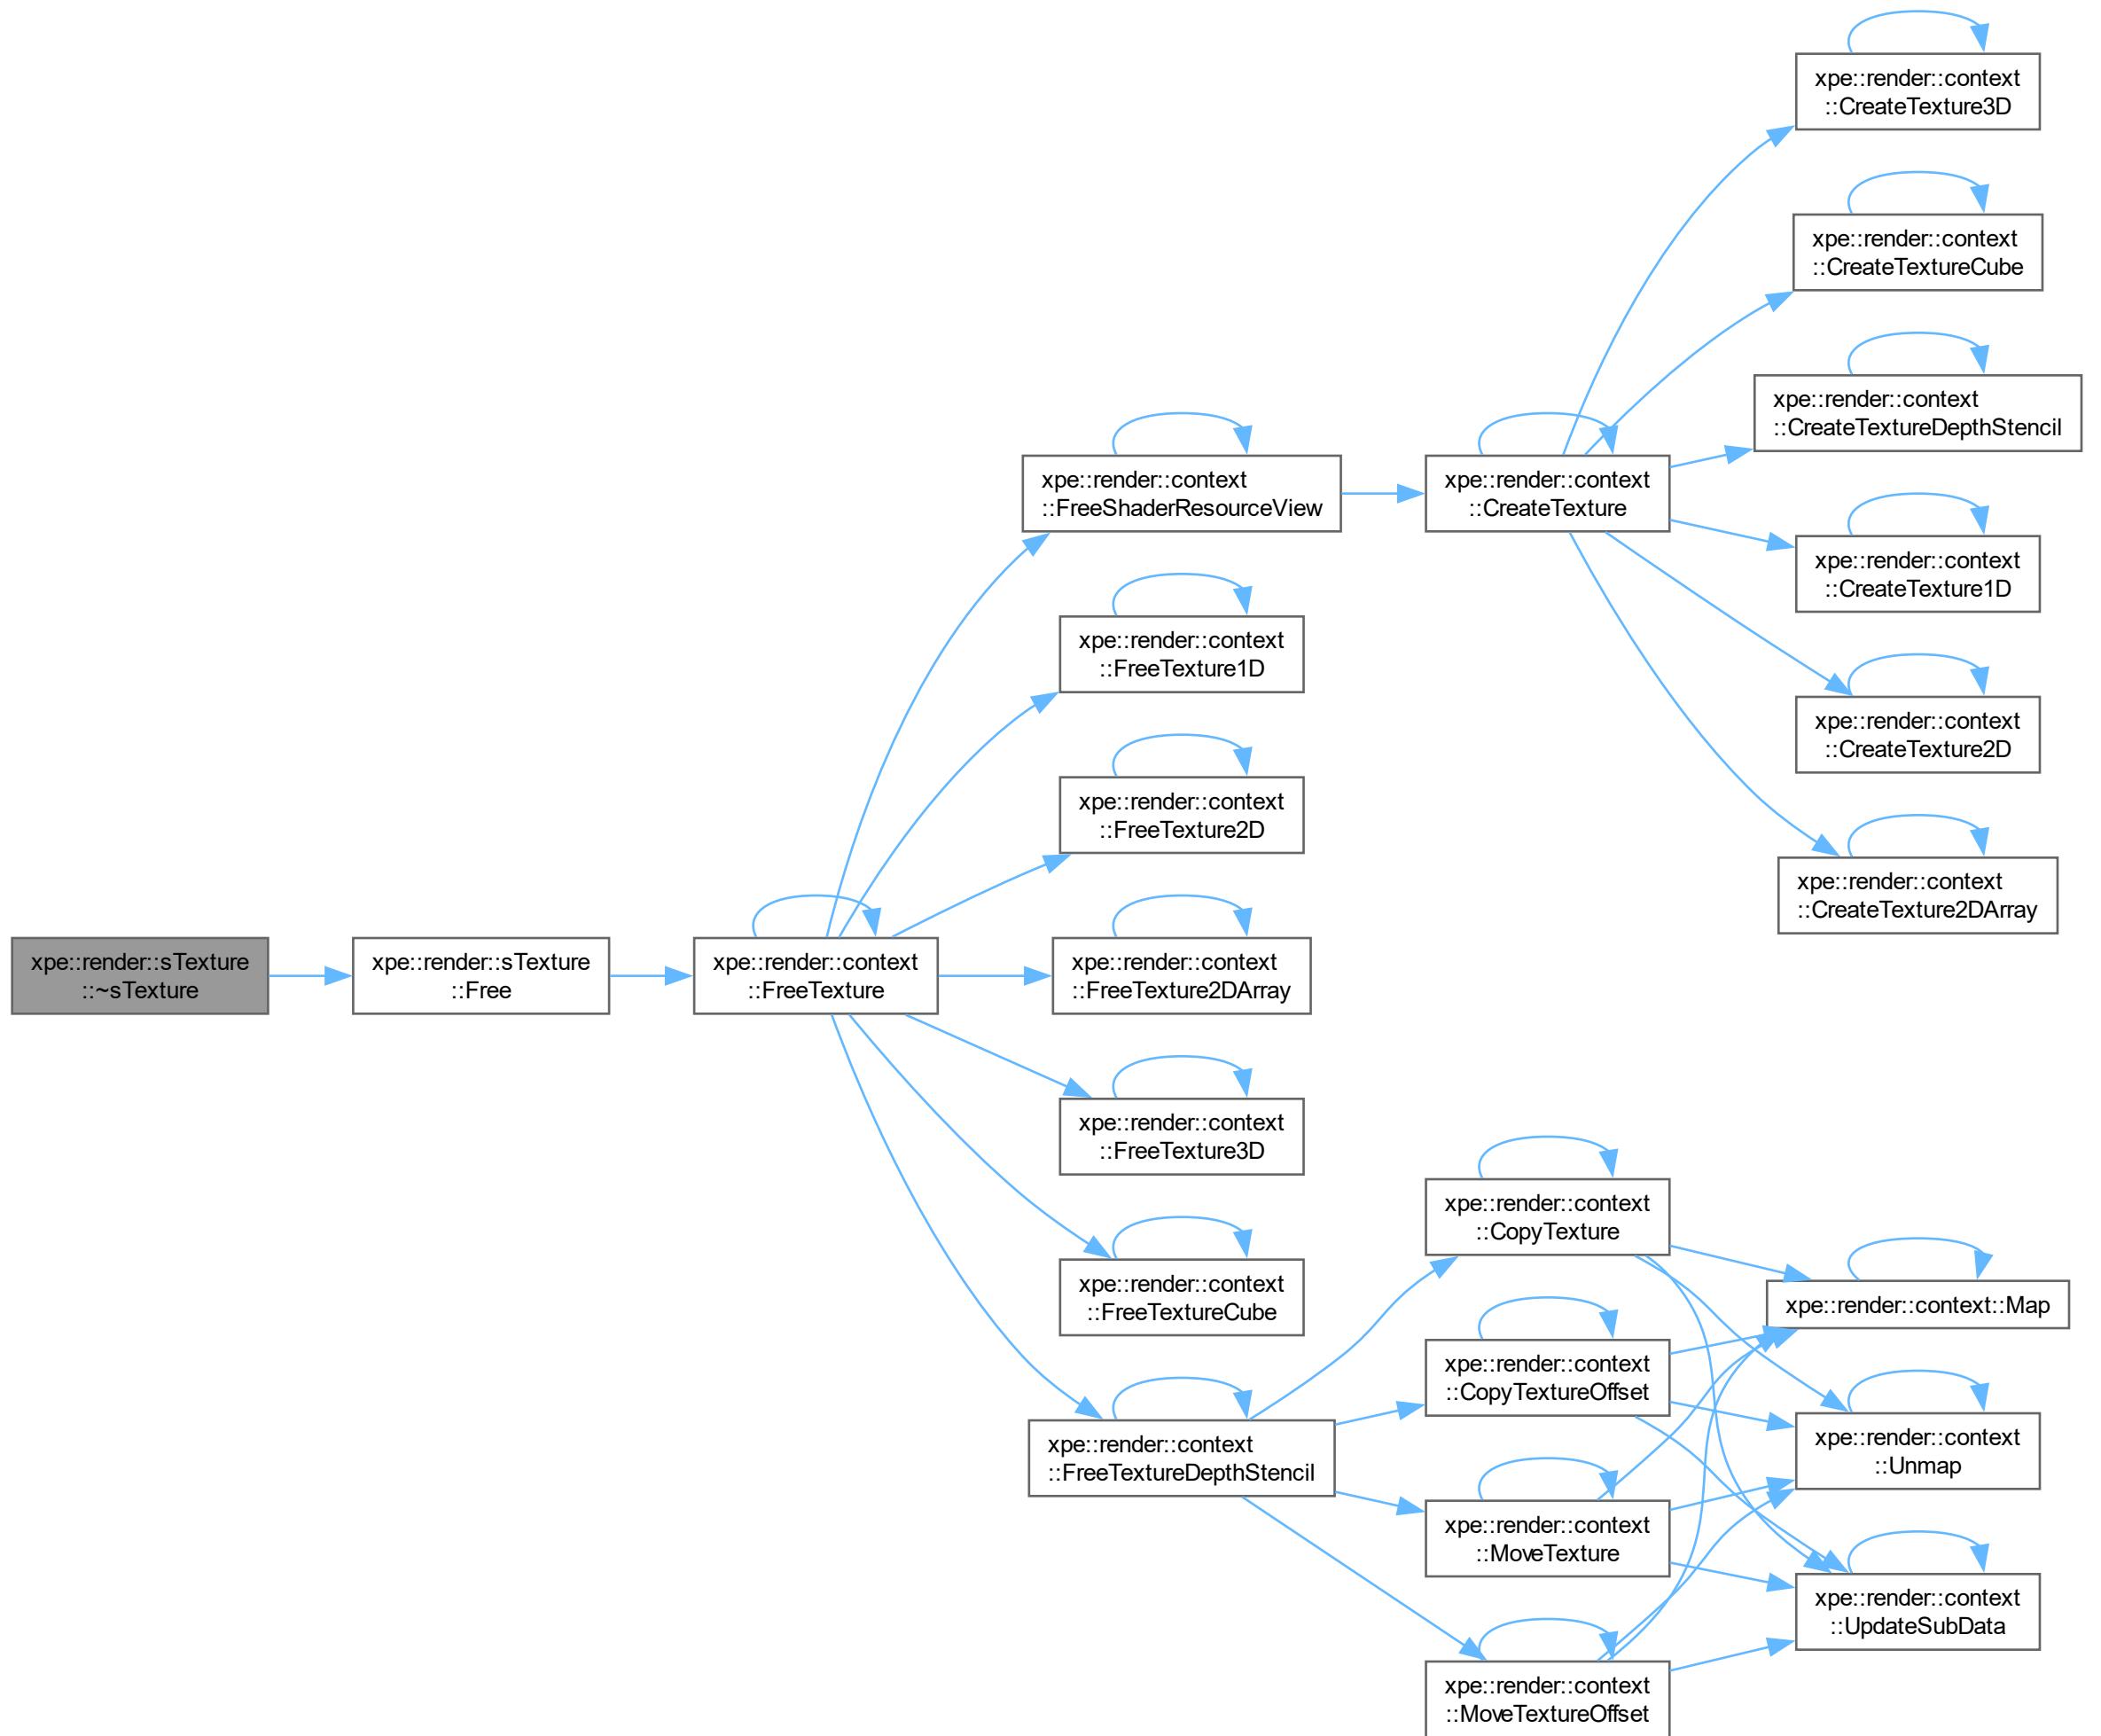 xpe::render::context
::CreateTexture3D
xpe::render::context
::CreateTextureCube
xpe::render::context
::CreateTextureDepthStencil
xpe::render::context
::FreeShaderResourceView
xpe::render::context
::CreateTexture
xpe::render::context
::CreateTexture1D
xpe::render::context
::FreeTexture1D
xpe::render::context
::CreateTexture2D
xpe::render::context
::FreeTexture2D
xpe::render::context
::CreateTexture2DArray
xpe::render::sTexture
::~sTexture
xpe::render::sTexture
::Free
xpe::render::context
::FreeTexture
xpe::render::context
::FreeTexture2DArray
xpe::render::context
::FreeTexture3D
xpe::render::context
::CopyTexture
xpe::render::context
::FreeTextureCube
xpe::render::context::Map
xpe::render::context
::CopyTextureOffset
xpe::render::context
::FreeTextureDepthStencil
xpe::render::context
::Unmap
xpe::render::context
::MoveTexture
xpe::render::context
::UpdateSubData
xpe::render::context
::MoveTextureOffset